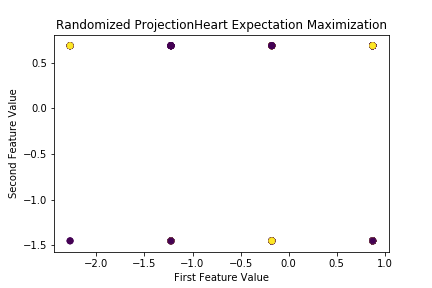 Randomized ProjectionHeart Expectation Maximization
0.5
0.0
−0.5
−1.0
−1.5
Second Feature Value
−2.0 −1.5 −1.0 −0.5 0.0 0.5 1.0
First Feature Value